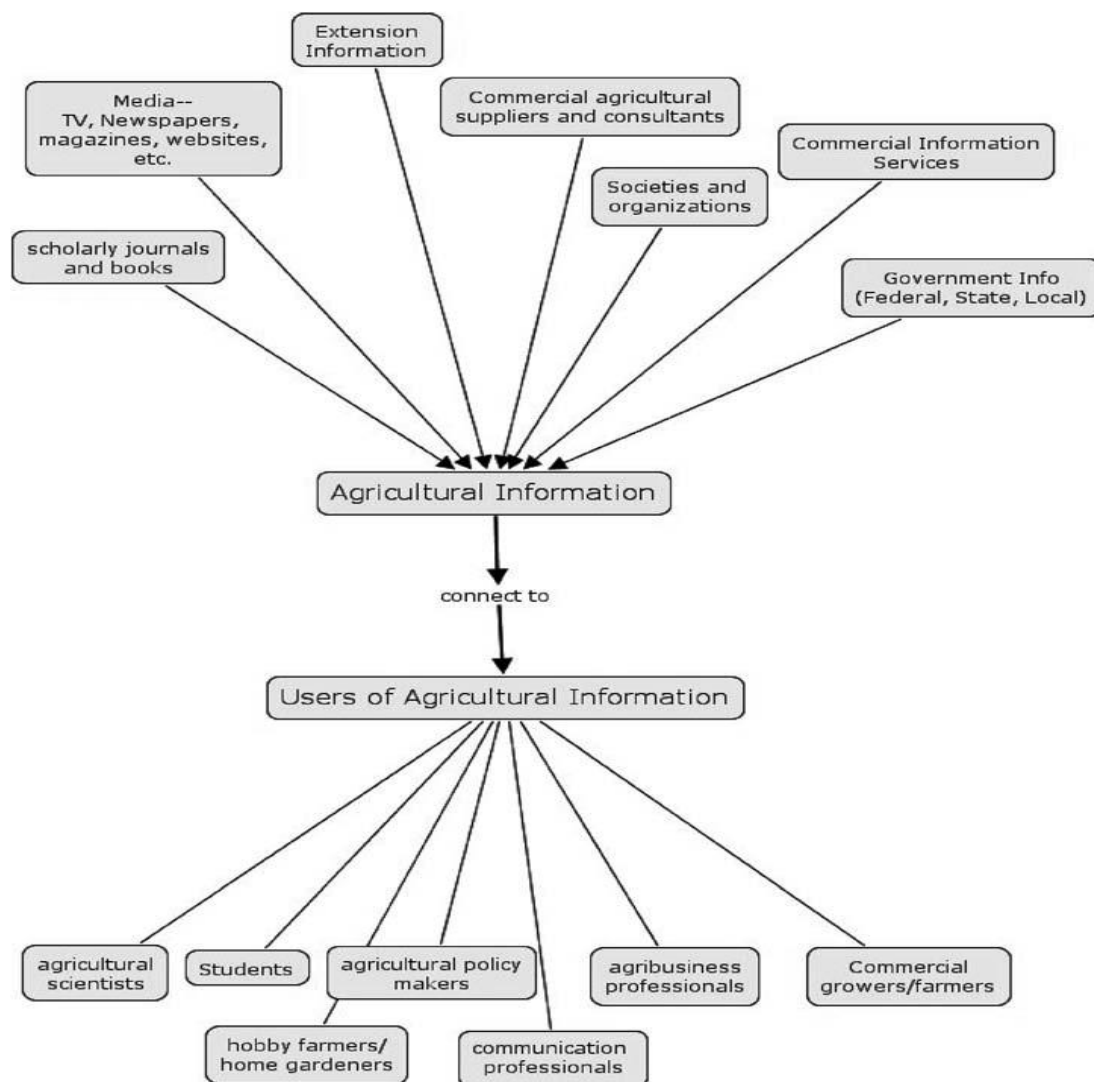 Extension
Information
Media--
TV, Newspapers,
magazines, websites,
etc.
Commercial agricultural
suppliers and consultants
Commercial Information
Services
Societies and
organizations
scholarly journals
and books
Government Info
(Federal, State, Local)
Agricultural Information
connect to
Users of Agricultural Information
agricultural
scientists
Students
agricultural policy
makers
agribusiness
professionals
Commercial
growers/farmers
hobby farmers/
home gardeners
communication
professionals